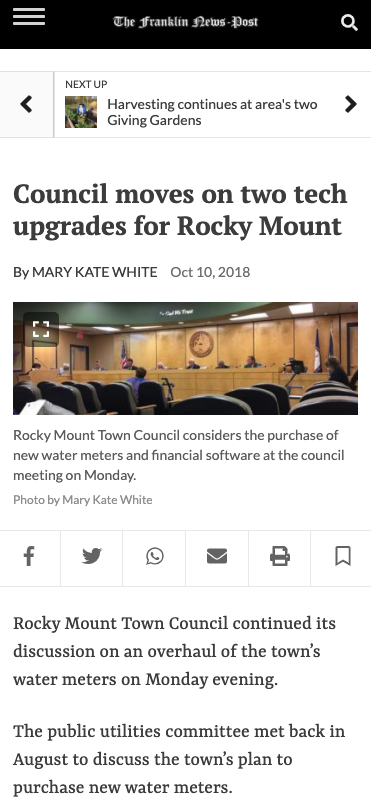 The Franklin News-Post
NEXT UP
Harvesting continues at area's two
Giving Gardens
Council moves on two tech
upgrades for Rocky Mount
By MARY KATE WHITE Oct 10, 2018
In God We Trust
Rocky Mount Town Council considers the purchase of
new water meters and financial software at the council
meeting on Monday.
Photo by Mary Kate White
Rocky Mount Town Council continued its
discussion on an overhaul of the town’s
water meters on Monday evening.
The public utilities committee met back in
August to discuss the town’s plan to
purchase new water meters.